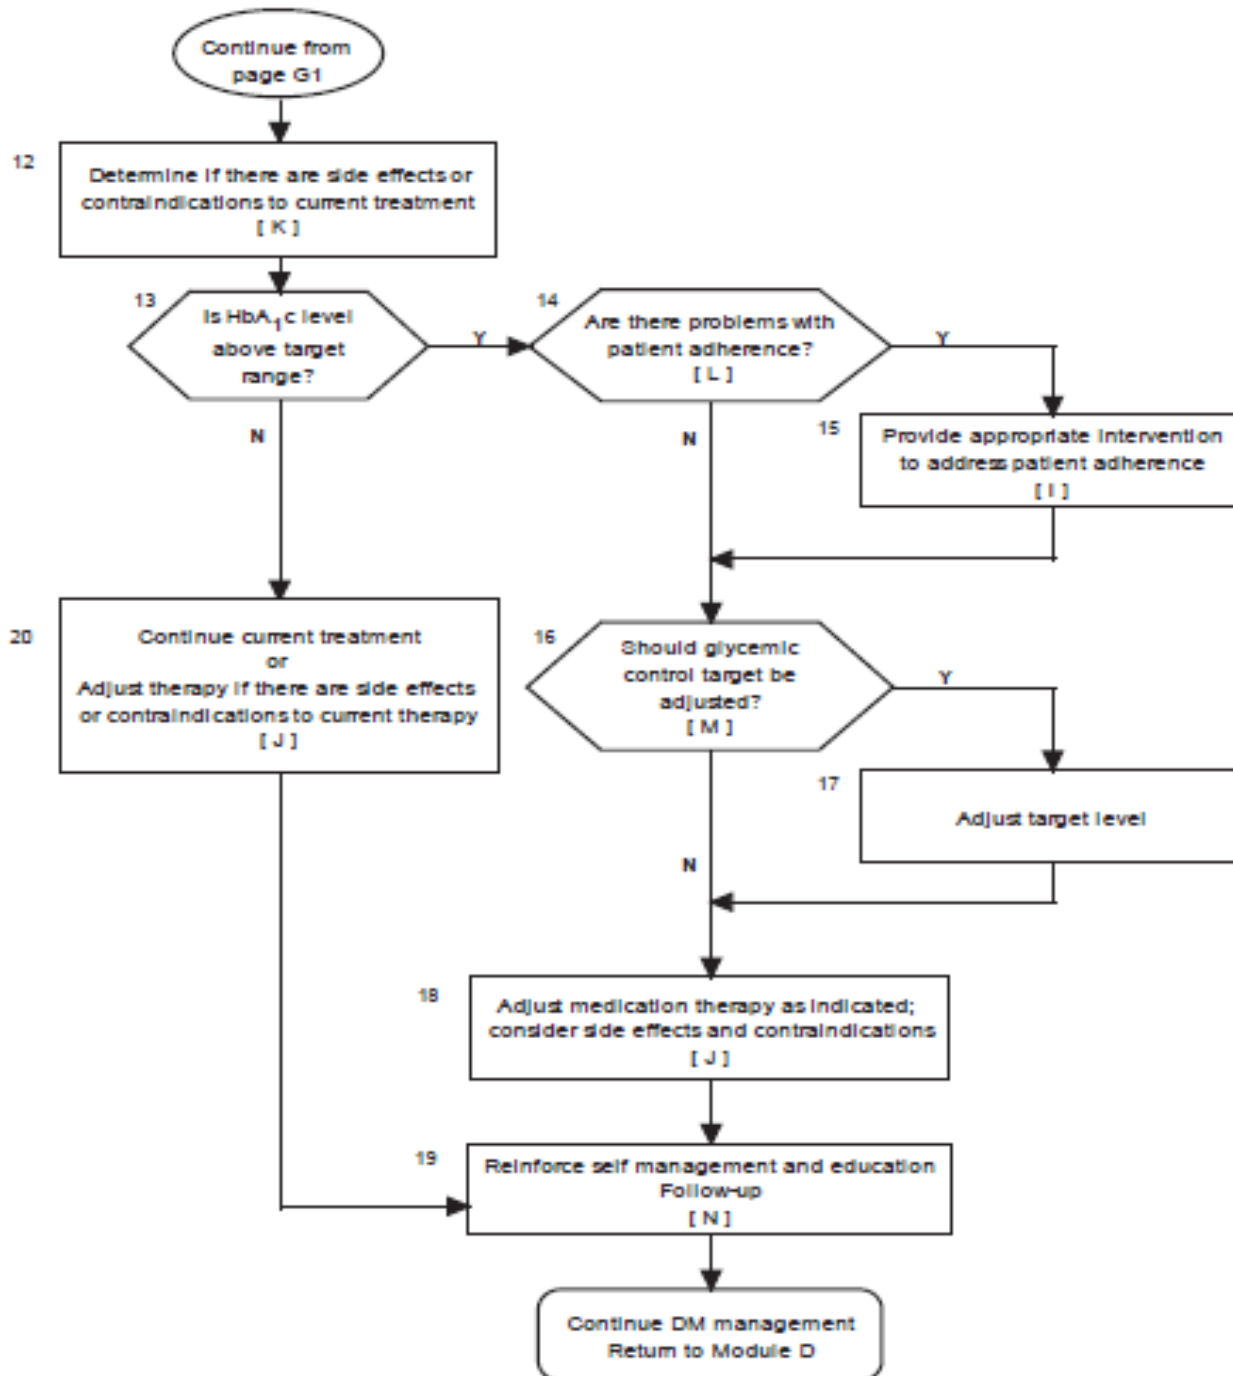 Continue from
page G1
12
Determine if there are side effects or
contraindications to current treatment
[ K ]
13
Is HbA1c level
above target
range?
Y
N
14
Are there problems with
patient adherence?
[ L ]
Y
N
15
Provide appropriate intervention
to address patient adherence
[ I ]
20
Continue current treatment
or
Adjust therapy if there are side effects
or contraindications to current therapy
[ J ]
16
Should glycemic
control target be
adjusted?
[ M ]
Y
N
17
Adjust target level
18
Adjust medication therapy as indicated;
consider side effects and contraindications
[ J ]
19
Reinforce self management and education
Follow-up
[ N ]
Continue DM management
Return to Module D